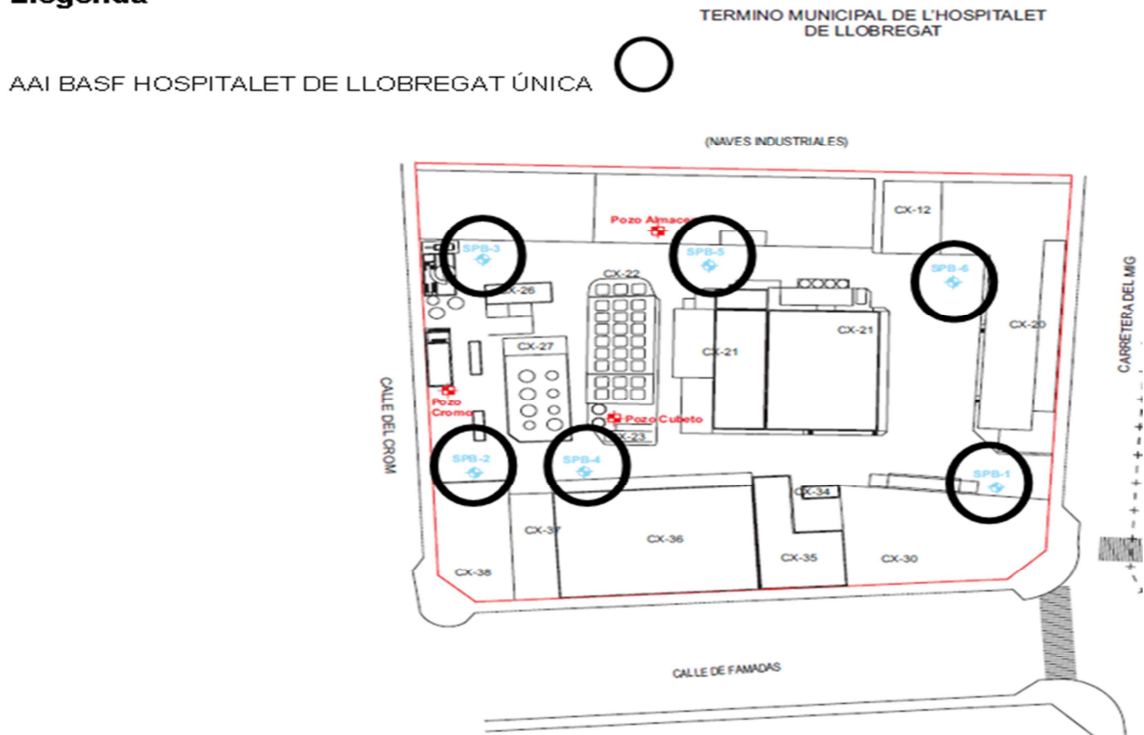 Llegenda
TERMINO MUNICIPAL DE L'HOSPITALET
DE LLOBREGAT
AAI BASF HOSPITALET DE LLOBREGAT ÚNICA
(NAVES INDUSTRIALES)
CX-12
Pozo Almacen
SPB-3
SPB-5
SPB-6
CX-22
CX-26
CX-20
CX-21
CX-21
CX-27
CARRETERA DEL MIG
CALLE DEL CROM
Pozo
Cromo
Pozo Cubeto
CX-23
SPB-2
SPB-4
SPB-1
CX-34
CX-37
CX-36
CX-35
CX-30
CX-38
CALLE DE FAMADAS